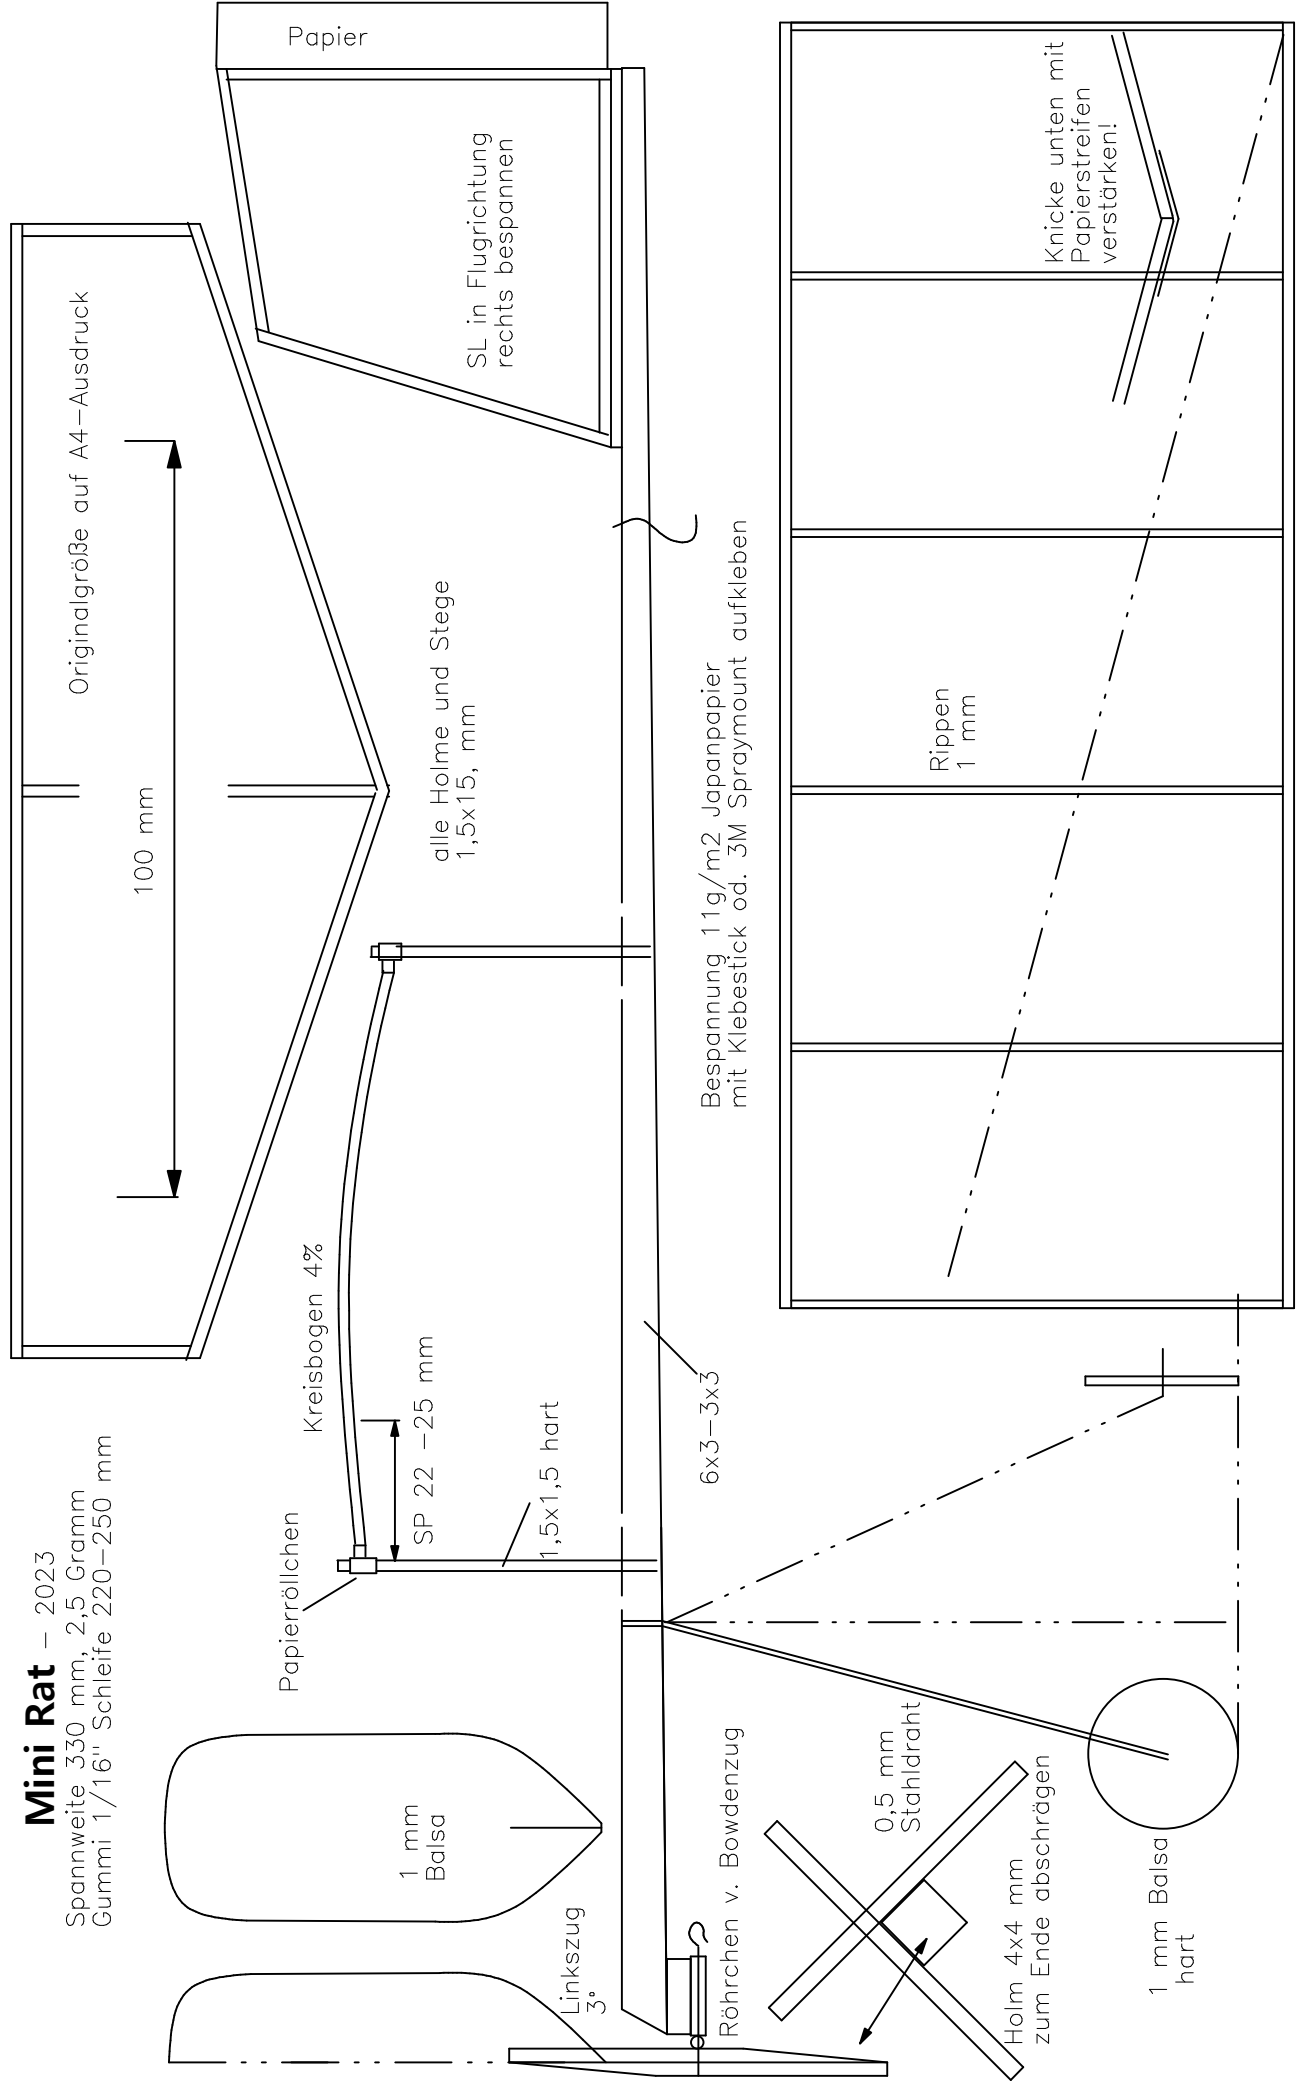 Mini Rat – 2023
Spannweite 330 mm, 2,5 Gramm
Gummi 1/16'' Schleife 220–250 mm
Originalgröße auf A4–Ausdruck
100 mm
Papier
SL in Flugrichtung
rechts bespannen
alle Holme und Stege
1,5x15, mm
Kreisbogen 4%
Papierröllchen
SP 22 –25 mm
1,5x1,5 hart
1 mm
Balsa
Linkszug
3°
6x3–3x3
Bespannung 11g/m2 Japanpapier
mit Klebestick od. 3M Spraymount aufkleben
Röhrchen v. Bowdenzug
0,5 mm
Stahldraht
Holm 4x4 mm
zum Ende abschrägen
1 mm Balsa
hart
Rippen
1 mm
Knicke unten mit
Papierstreifen
verstärken!